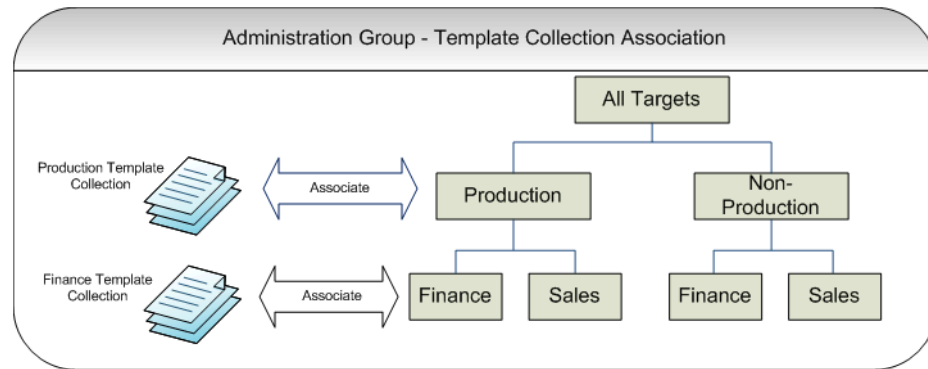 Administration Group - Template Collection Association
All Targets
Production Template
Collection
Associate
Production
Non-
Production
Finance Template
Collection
Associate
Finance
Sales
Finance
Sales